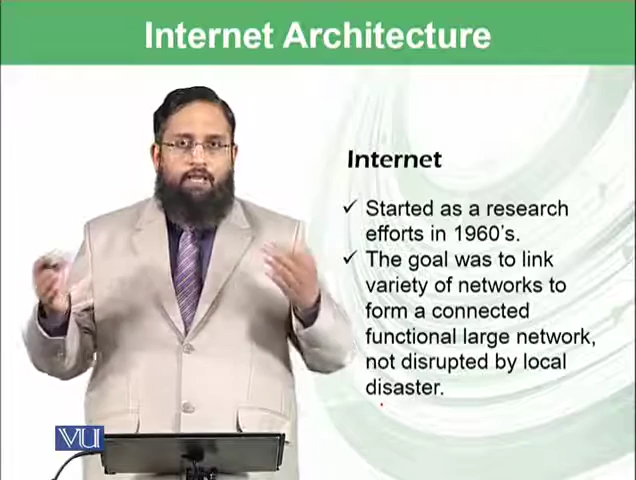 Internet Architecture
Internet
✓ Started as a research
efforts in 1960's.
✓ The goal was to link
variety of networks to
form a connected
functional large network,
not disrupted by local
disaster.
VU